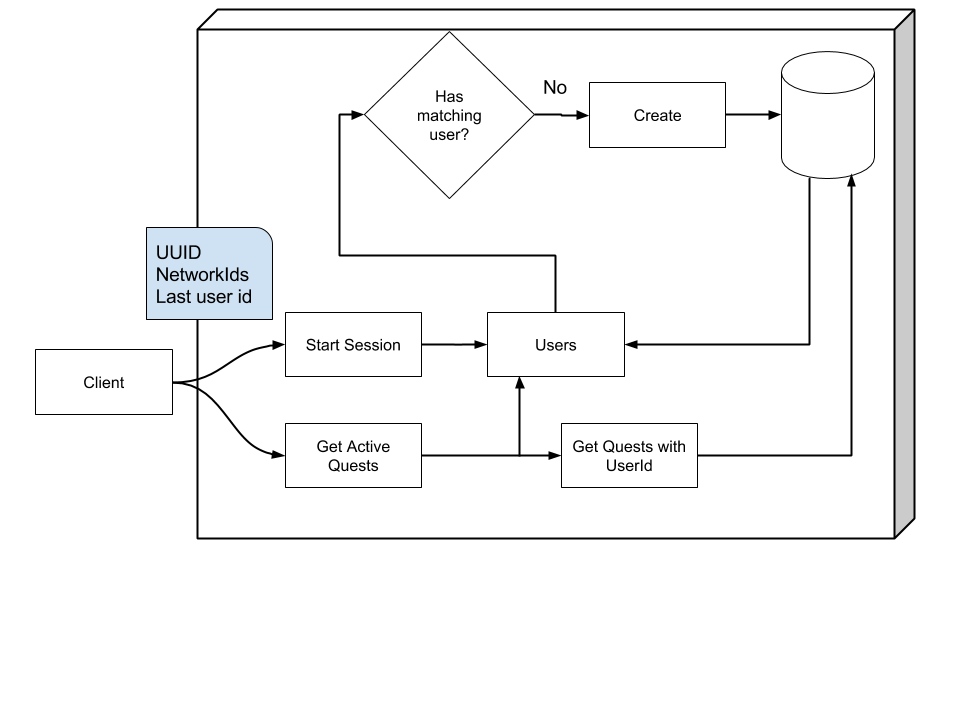 Has
matching
user?
No
Create
UUID
NetworkIds
Last user id
Start Session
Users
Client
Get Active
Quests
Get Quests with
UserId